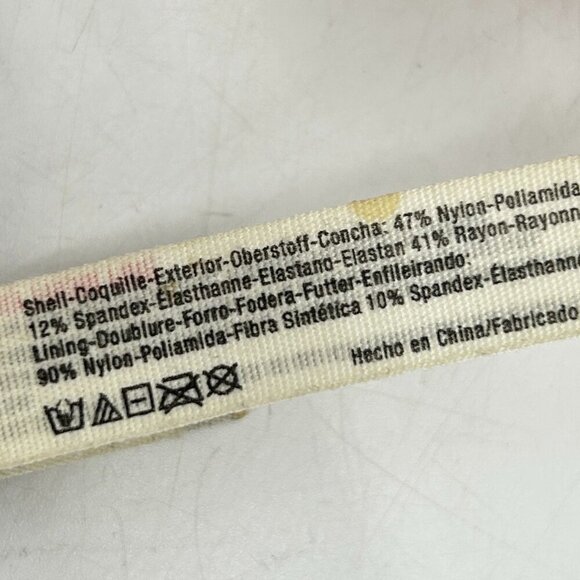 Shell-Coquille-Exterior-Oberstoff-Concha: 47% Nylon-Poliamida
12% Spandex-Élasthanne-Elastano-Elastan 41% Rayon-Rayonn
Lining-Doublure-Forro-Fodera-Futter-Enfileirando:
90% Nylon-Poliamida-Fibra Sintética 10% Spandex-Élasthanne
Hecho en China/Fabricado